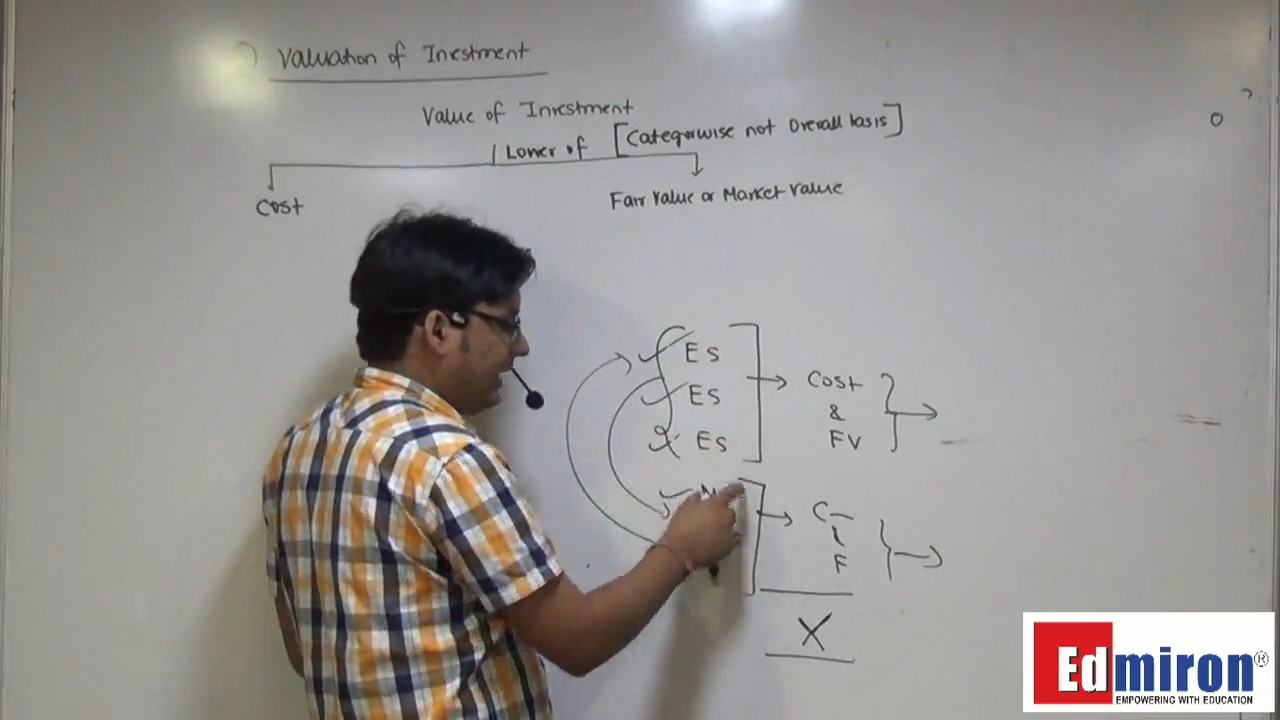 Valuation of Investment
Value of Investment
Lower of [Categorywise not Overall basis]
Cost
Fair Value or Market Value
ES
ES
ES
Cost
&
FV
C
&
F
X
Edmiron®
EMPOWERING WITH EDUCATION